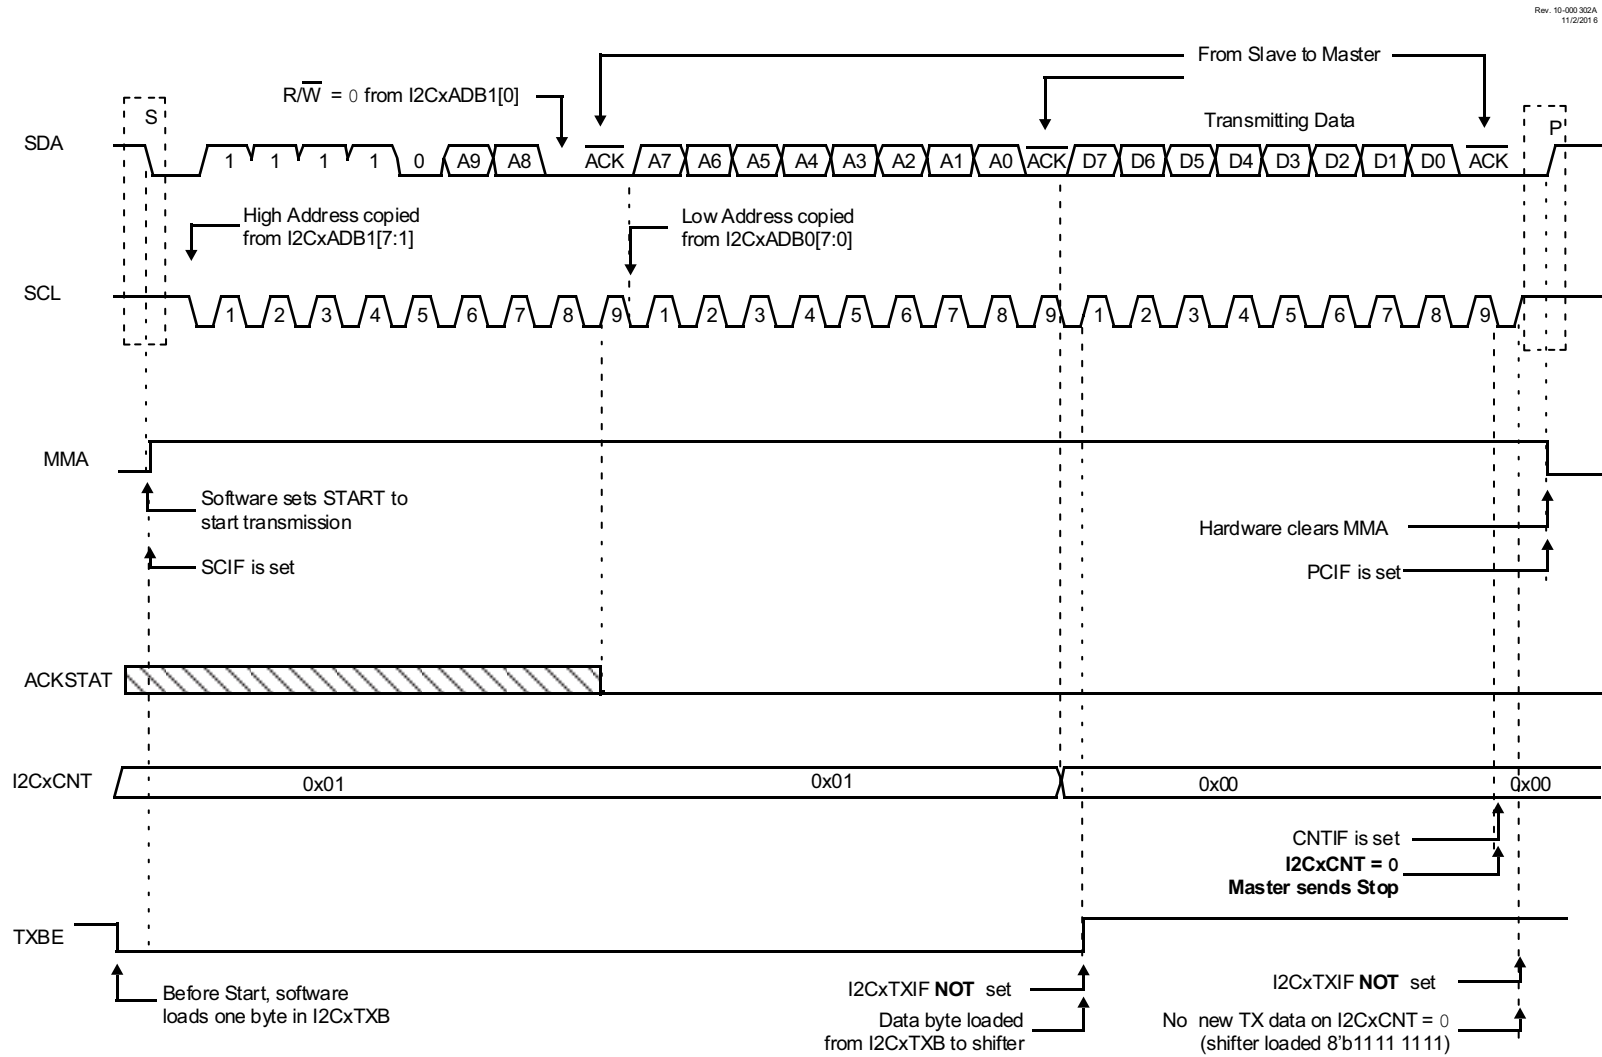 Rev. 10-000 302A
11/2/201 6
From Slave to Master
R/W̅ = 0 from I2CxADB1[0]
S
Transmitting Data
P
SDA
1 1 1 1 0 A9 A8 A̅C̅K̅ A7 A6 A5 A4 A3 A2 A1 A0 A̅C̅K̅ D7 D6 D5 D4 D3 D2 D1 D0 A̅C̅K̅
High Address copied
from I2CxADB1[7:1]
Low Address copied
from I2CxADB0[7:0]
SCL
1 2 3 4 5 6 7 8 9 1 2 3 4 5 6 7 8 9 1 2 3 4 5 6 7 8 9
MMA
Software sets START to
start transmission
Hardware clears MMA
SCIF is set
PCIF is set
ACKSTAT
I2CxCNT
0x01 0x01 0x00 0x00
CNTIF is set
I2CxCNT = 0
Master sends Stop
TXBE
Before Start, software
loads one byte in I2CxTXB
I2CxTXIF NOT set
Data byte loaded
from I2CxTXB to shifter
I2CxTXIF NOT set
No new TX data on I2CxCNT = 0
(shifter loaded 8'b1111 1111)